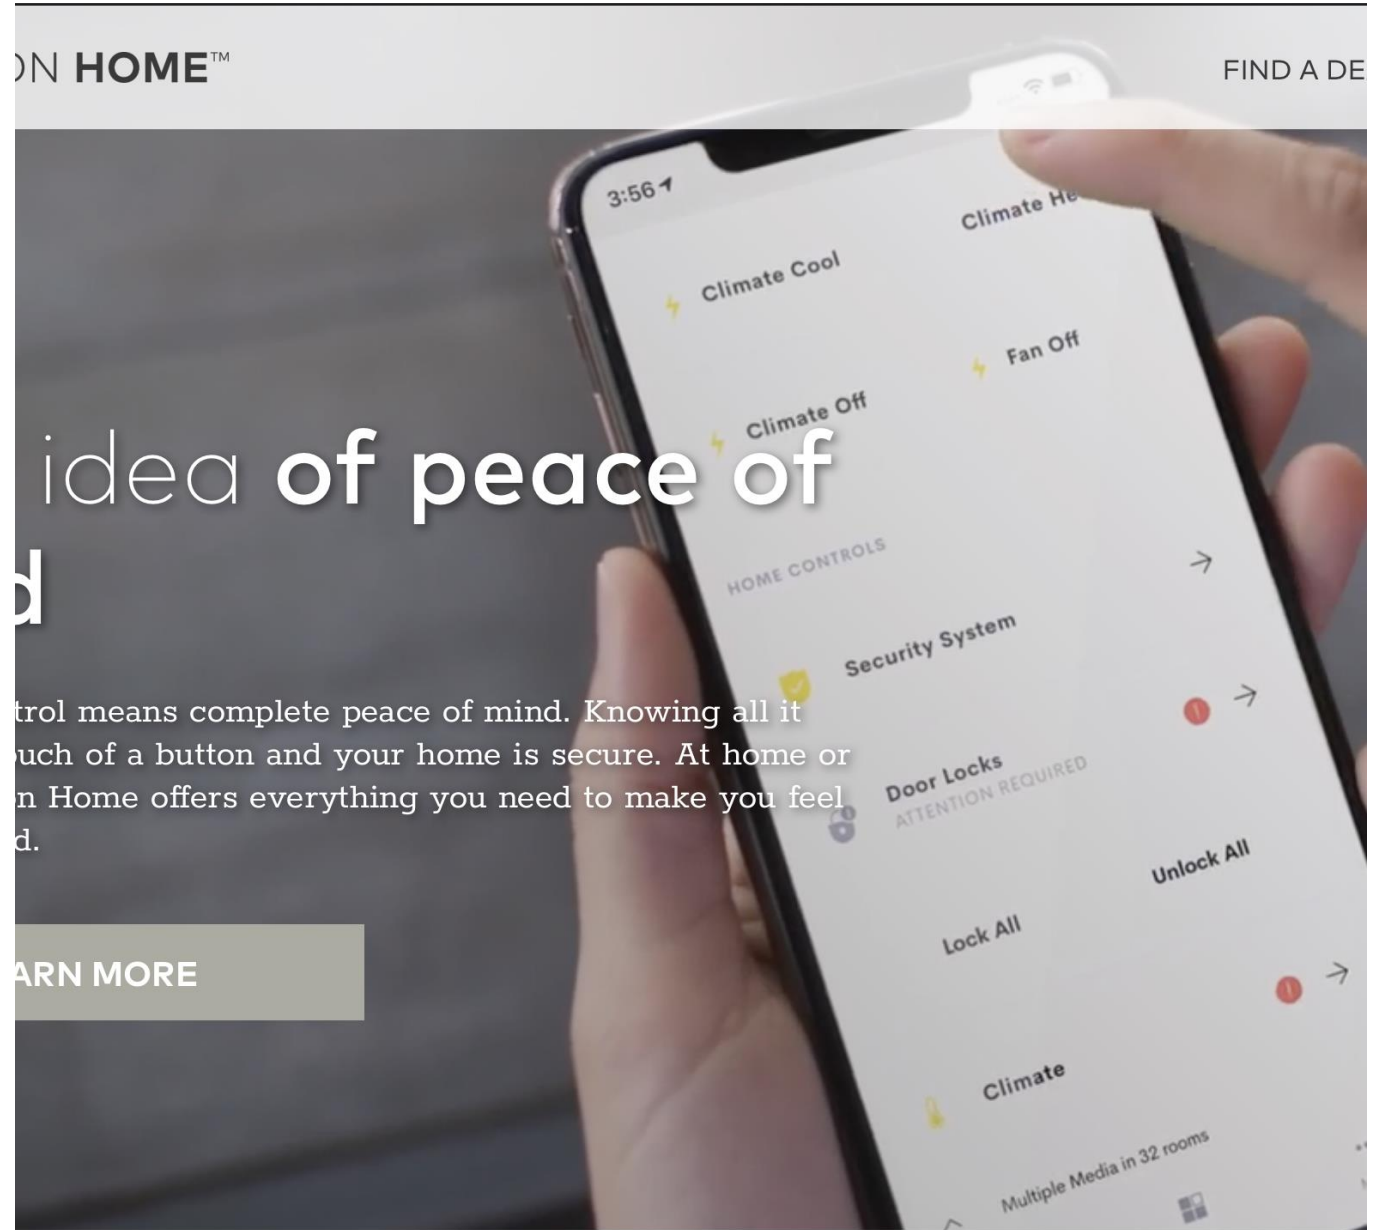 ON HOME™
FIND A DE
3:56
Climate He
Climate Cool
Fan Off
Climate Off
idea of peace of
d
HOME CONTROLS
Security System
trol means complete peace of mind. Knowing all it
ouch of a button and your home is secure. At home or
n Home offers everything you need to make you feel
d.
Door Locks
ATTENTION REQUIRED
Unlock All
Lock All
ARN MORE
Climate
Multiple Media in 32 rooms